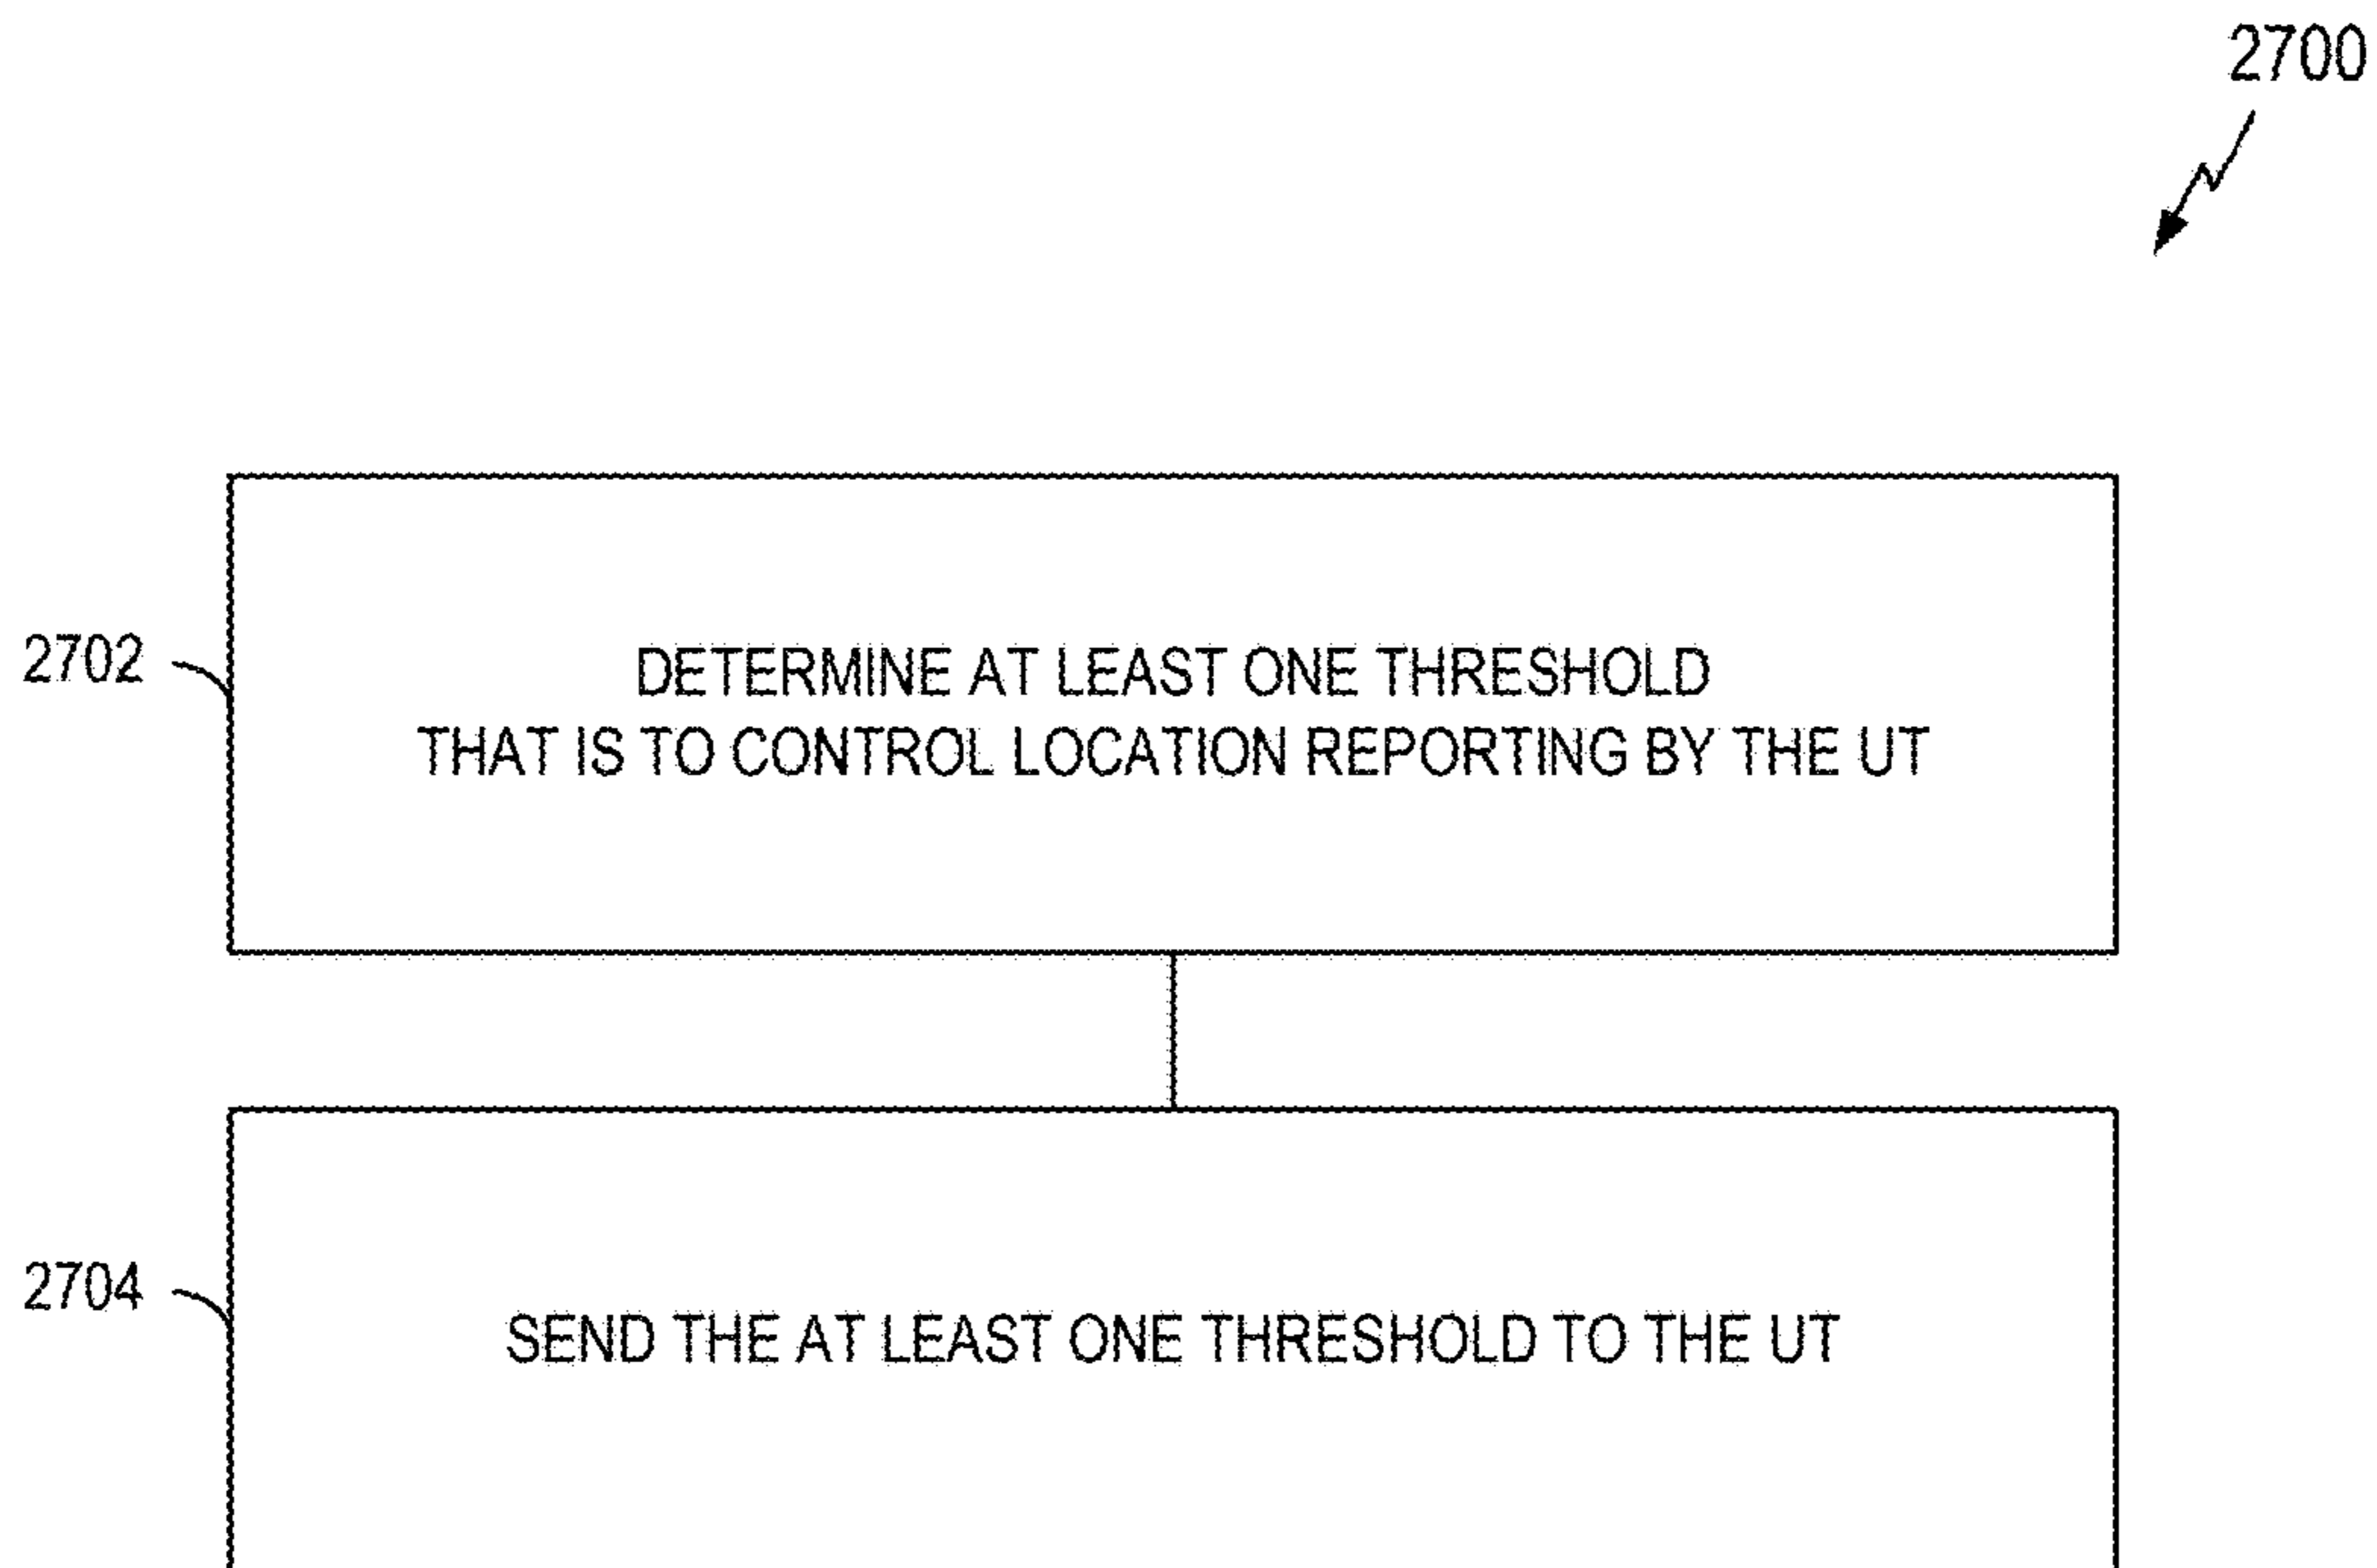 2700
2702
DETERMINE AT LEAST ONE THRESHOLD
THAT IS TO CONTROL LOCATION REPORTING BY THE UT
2704
SEND THE AT LEAST ONE THRESHOLD TO THE UT